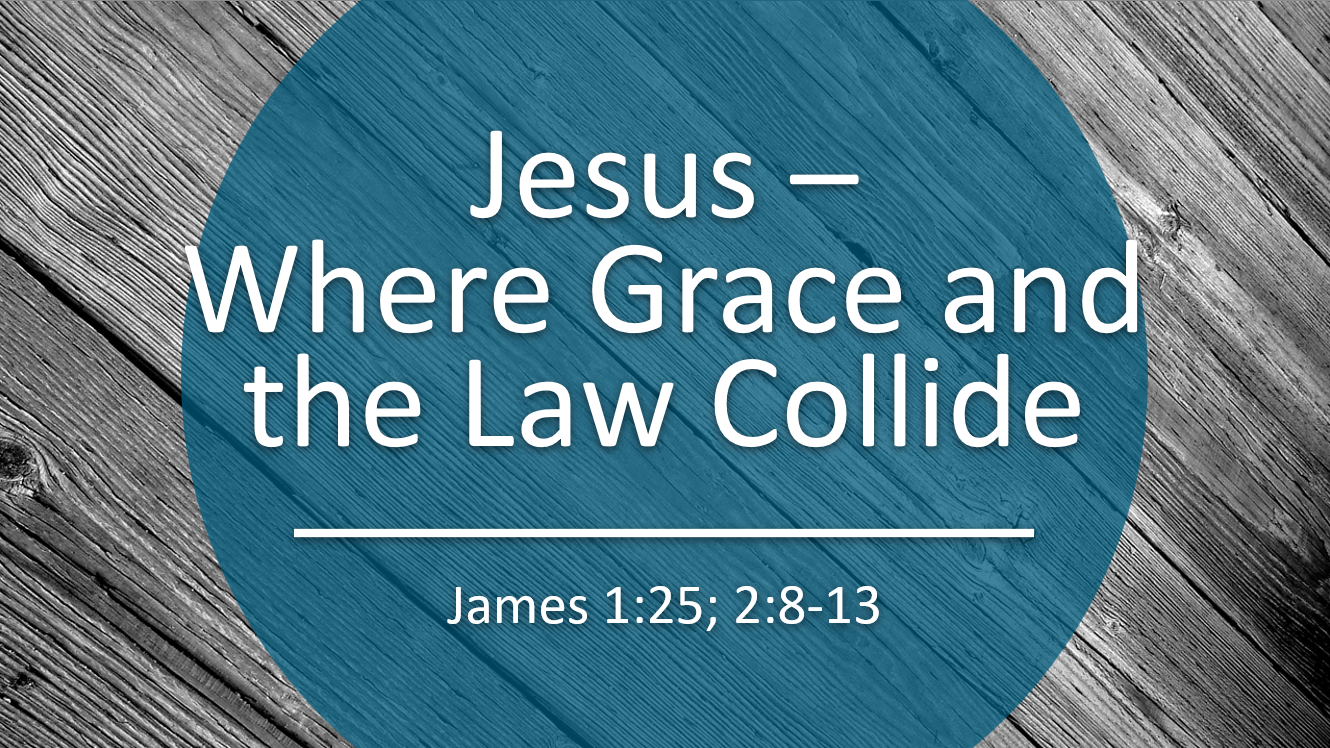 Jesus –
Where Grace and
the Law Collide
James 1:25; 2:8-13